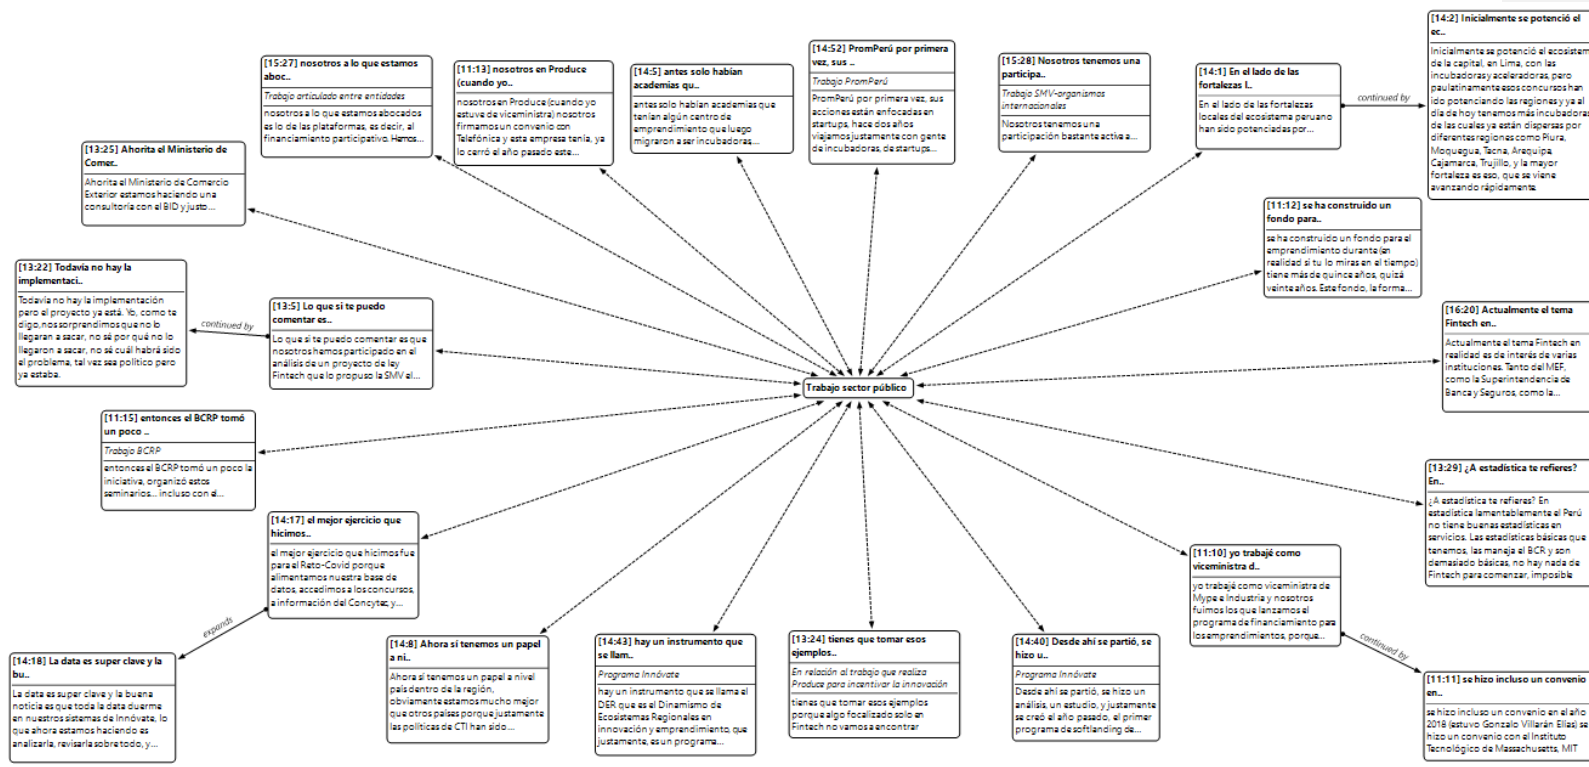 [14:2] Inicialmente se potenció el
ec..
Inicialmente se potenció el ecosistem
de la capital, en Lima, con las
incubadoras y aceleradoras, pero
paulatinamente esos concursos han
ido potenciando las regiones y ya al
día de hoy tenemos más incubadoras
de las cuales ya están dispersas por
diferentes regiones como Piura,
Moquegua, Tacna, Arequipa
Cajamarca, Trujillo, y la mayor
fortaleza es eso, que se viene
avanzando rápidamente
continued by
[14:1] En el lado de las
fortalezas l..
En el lado de las fortalezas
locales del ecosistema peruano
han sido potenciadas por...
[15:28] Nosotros tenemos una
participa..
Trabajo SMV-organismos
internacionales
Nosotros tenemos una
participación bastante activa a...
[14:52] PromPerú por primera
vez, sus ..
Trabajo PromPerú
PromPerú por primera vez, sus
acciones están enfocadas en
startups, hace dos años
viajamos justamente con gente
de incubadoras, de startups...
[14:5] antes solo habían
academias qu..
antes solo habían academias que
tenían algún centro de
emprendimiento que luego
migraron a ser incubadoras,...
[11:13] nosotros en Produce
(cuando yo..
nosotros en Produce (cuando yo
estuve de viceministra) nosotros
firmamos un convenio con
Telefónica y esta empresa tenía, ya
lo cerró el año pasado este...
[15:27] nosotros a lo que estamos
aboc..
Trabajo articulado entre entidades
nosotros a lo que estamos abocados
es lo de las plataformas, es decir, al
financiamiento participativo. Hemos...
[13:25] Ahorita el Ministerio de
Comer..
Ahorita el Ministerio de Comercio
Exterior estamos haciendo una
consultoría con el BID y justo...
[11:12] se ha construido un
fondo para..
se ha construido un fondo para el
emprendimiento durante (en
realidad si tu lo miras en el tiempo)
tiene más de quince años, quizá
veinte años. Este fondo, la forma...
[13:22] Todavía no hay la
implementaci..
Todavía no hay la implementación
pero el proyecto ya está. Yo, como te
digo, nos sorprendimos que no lo
llegaran a sacar, no sé por qué no lo
llegaron a sacar, no sé cuál habrá sido
el problema, tal vez sea político pero
ya estaba.
continued by
[13:5] Lo que si te puedo
comentar es..
Lo que si te puedo comentar es que
nosotros hemos participado en el
análisis de un proyecto de ley
Fintech que lo propuso la SMV el...
[16:20] Actualmente el tema
Fintech en..
Actualmente el tema Fintech en
realidad es de interés de varias
instituciones. Tanto del MEF,
como la Superintendencia de
Banca y Seguros, como la...
Trabajo sector público
[11:15] entonces el BCRP tomó
un poco ..
Trabajo BCRP
entonces el BCRP tomó un poco la
iniciativa, organizó estos
seminarios... incluso con el...
[13:29] ¿A estadística te refieres?
En..
¿A estadística te refieres? En
estadística lamentablemente el Perú
no tiene buenas estadísticas en
servicios. Las estadísticas básicas que
tenemos, las maneja el BCR y son
demasiado básicas, no hay nada de
Fintech para comenzar, imposible
[14:17] el mejor ejercicio que
hicimos..
el mejor ejercicio que hicimos fue
para el Reto-Covid porque
alimentamos nuestra base de
datos, accedimos a los concursos,
a información del Concytec, y...
expands
[14:18] La data es super clave y la
bu..
La data es super clave y la buena
noticia es que toda la data duerme
en nuestros sistemas de Innóvate, lo
que ahora estamos haciendo es
analizarla, revisarla sobre todo, y...
[14:8] Ahora sí tenemos un papel
a ni..
Ahora sí tenemos un papel a nivel
país dentro de la región,
obviamente estamos mucho mejor
que otros países porque justamente
las políticas de CTI han sido...
[14:43] hay un instrumento que
se llam..
Programa Innóvate
hay un instrumento que se llama el
DER que es el Dinamismo de
Ecosistemas Regionales en
innovación y emprendimiento, que
justamente, es un programa...
[13:24] tienes que tomar esos
ejemplos..
En relación al trabajo que realiza
Produce para incentivar la innovación
tienes que tomar esos ejemplos
porque algo focalizado solo en
Fintech no vamos a encontrar
[14:40] Desde ahí se partió, se
hizo u..
Programa Innóvate
Desde ahí se partió, se hizo un
análisis, un estudio, y justamente
se creó el año pasado, el primer
programa de softlanding de...
[11:10] yo trabajé como
viceministra d..
yo trabajé como viceministra de
Mype e Industria y nosotros
fuimos los que lanzamos el
programa de financiamiento para
los emprendimientos, porque...
continued by
[11:11] se hizo incluso un convenio
en..
se hizo incluso un convenio en el año
2018 (estuvo Gonzalo Villarán Elías) se
hizo un convenio con el Instituto
Tecnológico de Massachusetts, MIT